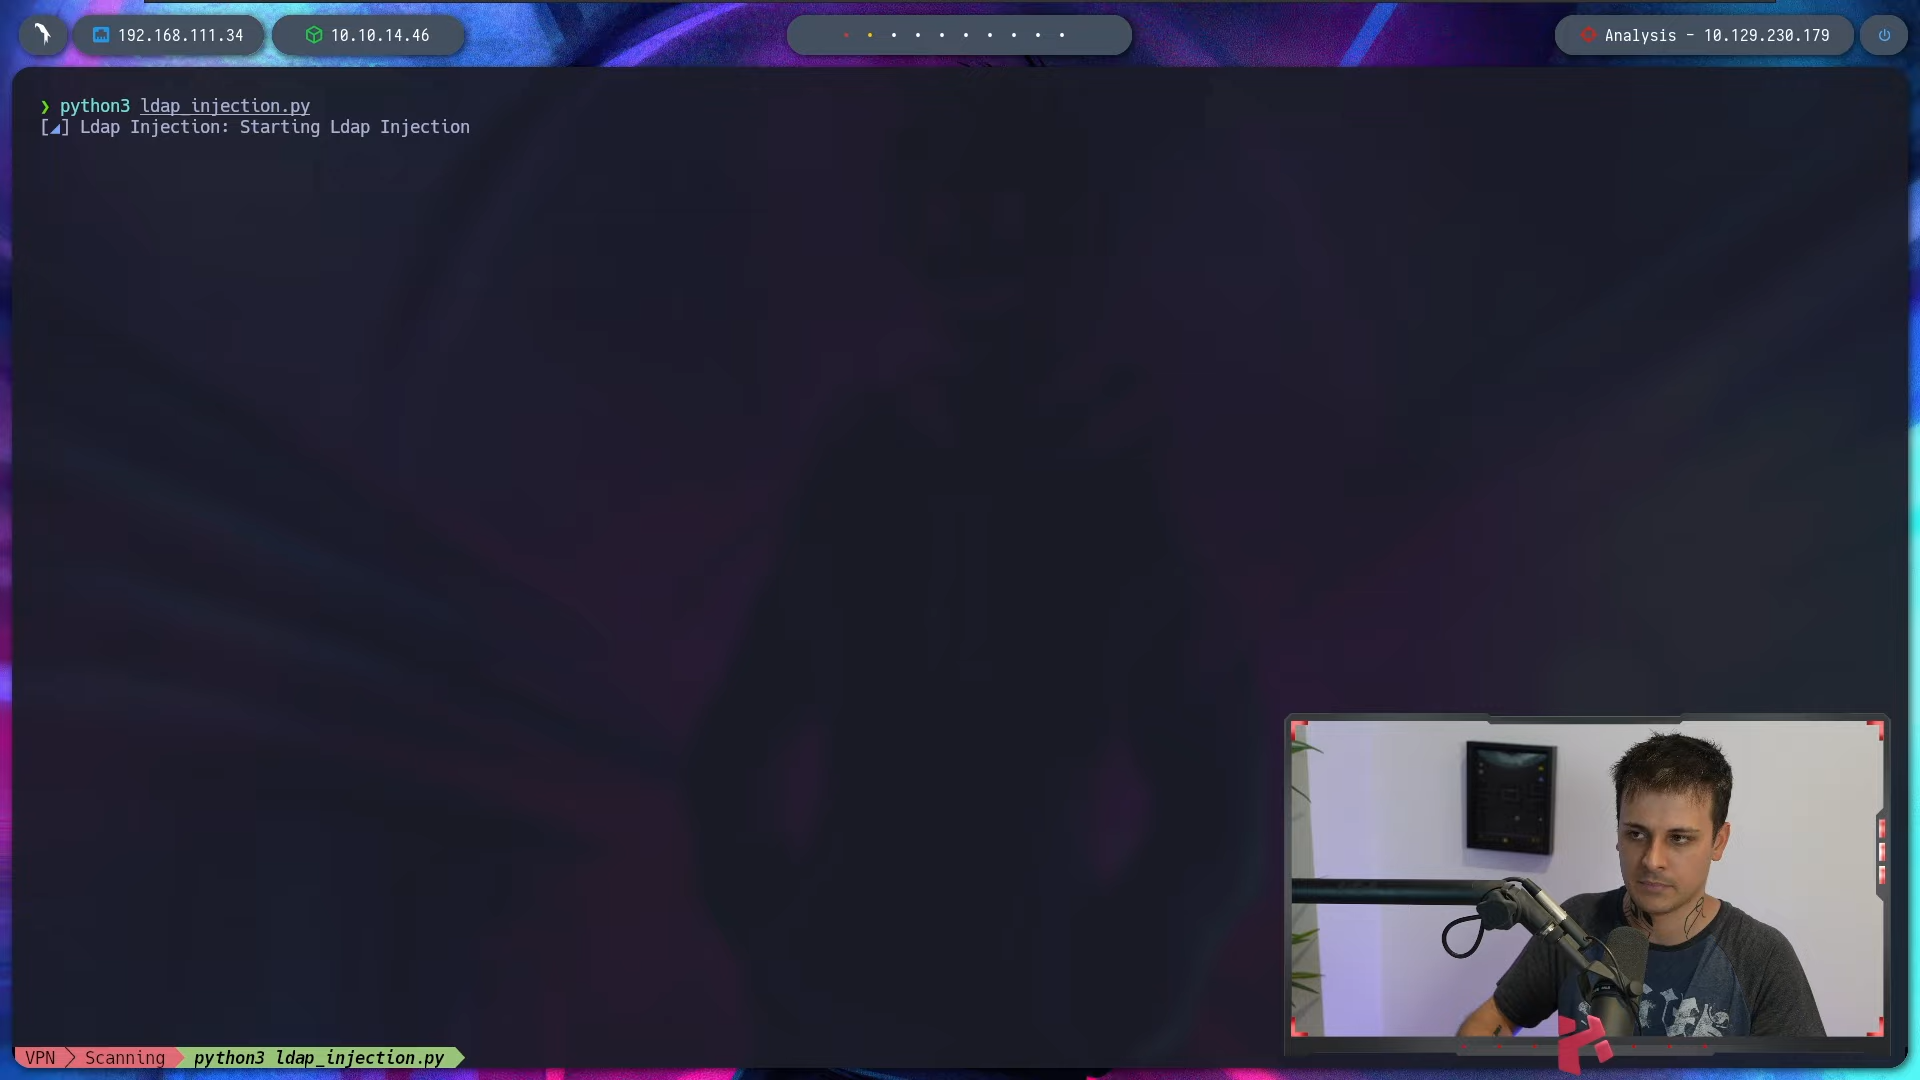 192.168.111.34
10.10.14.46
Analysis - 10.129.230.179
❯ python3 ldap_injection.py
[◢] Ldap Injection: Starting Ldap Injection
VPN
Scanning
python3 ldap_injection.py